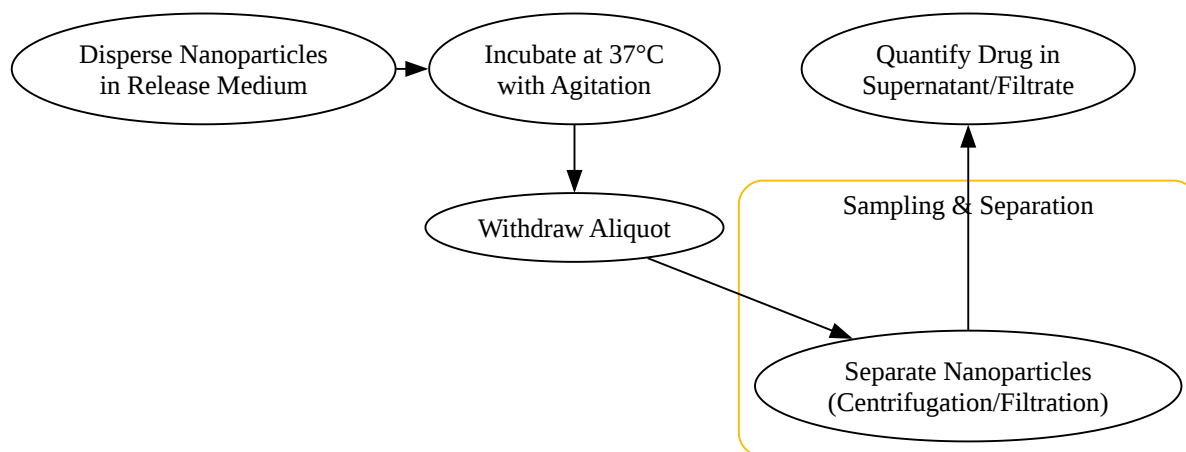 Disperse Nanoparticles
in Release Medium
Incubate at 37°C
with Agitation
Quantify Drug in
Supernatant/Filtrate
Sampling & Separation
Withdraw Aliquot
Separate Nanoparticles
(Centrifugation/Filtration)